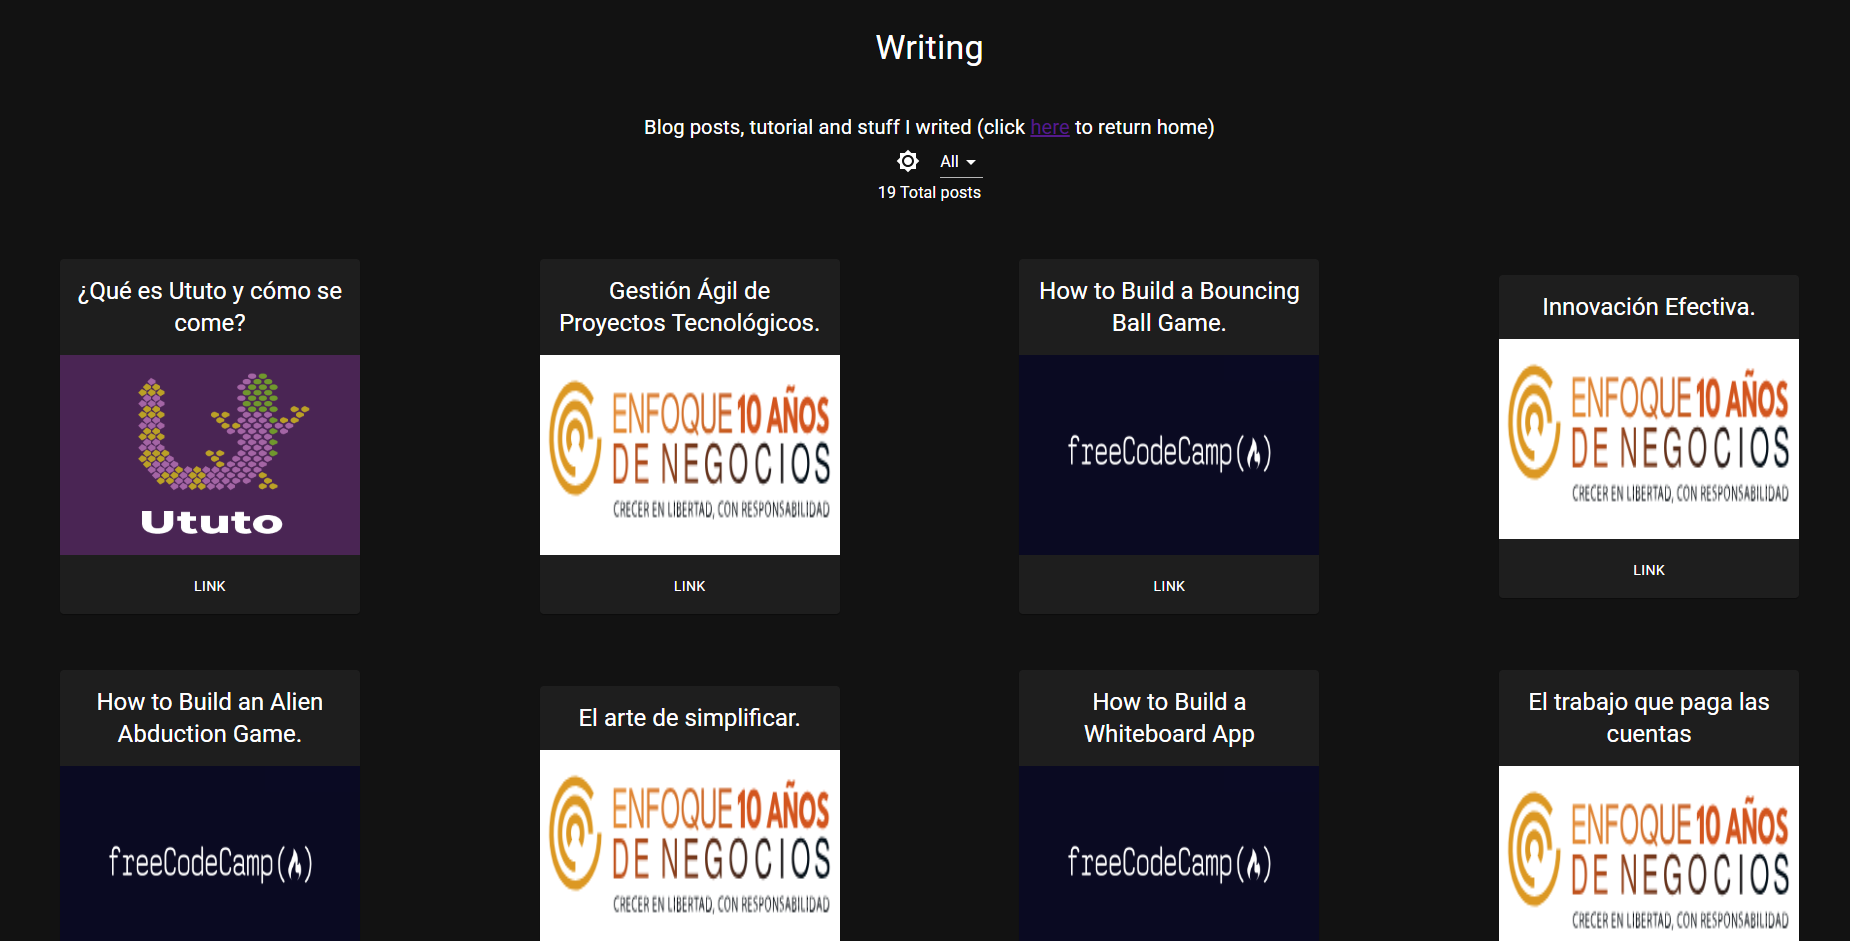 Writing
Blog posts, tutorial and stuff I writed (click here to return home)
All
19 Total posts
¿Qué es Ututo y cómo se
come?
Ututo
LINK
Gestión Ágil de
Proyectos Tecnológicos.
ENFOQUE 10 AÑOS
DE NEGOCIOS
CRECER EN LIBERTAD, CON RESPONSABILIDAD
LINK
How to Build a Bouncing
Ball Game.
freeCodeCamp(🔥)
LINK
Innovación Efectiva.
ENFOQUE 10 AÑOS
DE NEGOCIOS
CRECER EN LIBERTAD, CON RESPONSABILIDAD
LINK
How to Build an Alien
Abduction Game.
freeCodeCamp(🔥)
El arte de simplificar.
ENFOQUE 10 AÑOS
DE NEGOCIOS
CRECER EN LIBERTAD, CON RESPONSABILIDAD
How to Build a
Whiteboard App
freeCodeCamp(🔥)
El trabajo que paga las
cuentas
ENFOQUE 10 AÑOS
DE NEGOCIOS
CRECER EN LIBERTAD, CON RESPONSABILIDAD